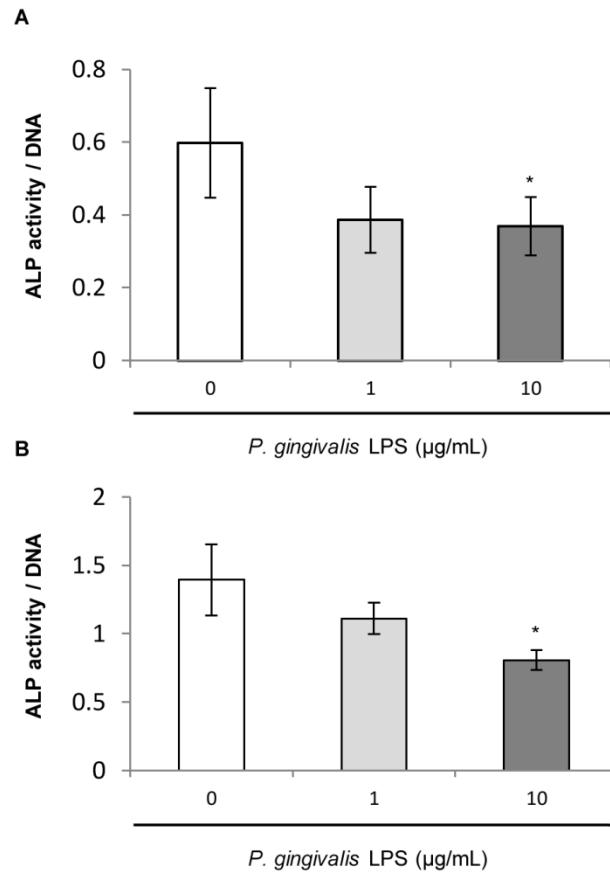 A
0.8
0.6
0.4
0.2
0
ALP activity / DNA
*
0 1 10
P. gingivalis LPS (µg/mL)
B
2
1.5
1
0.5
0
ALP activity / DNA
*
0 1 10
P. gingivalis LPS (µg/mL)